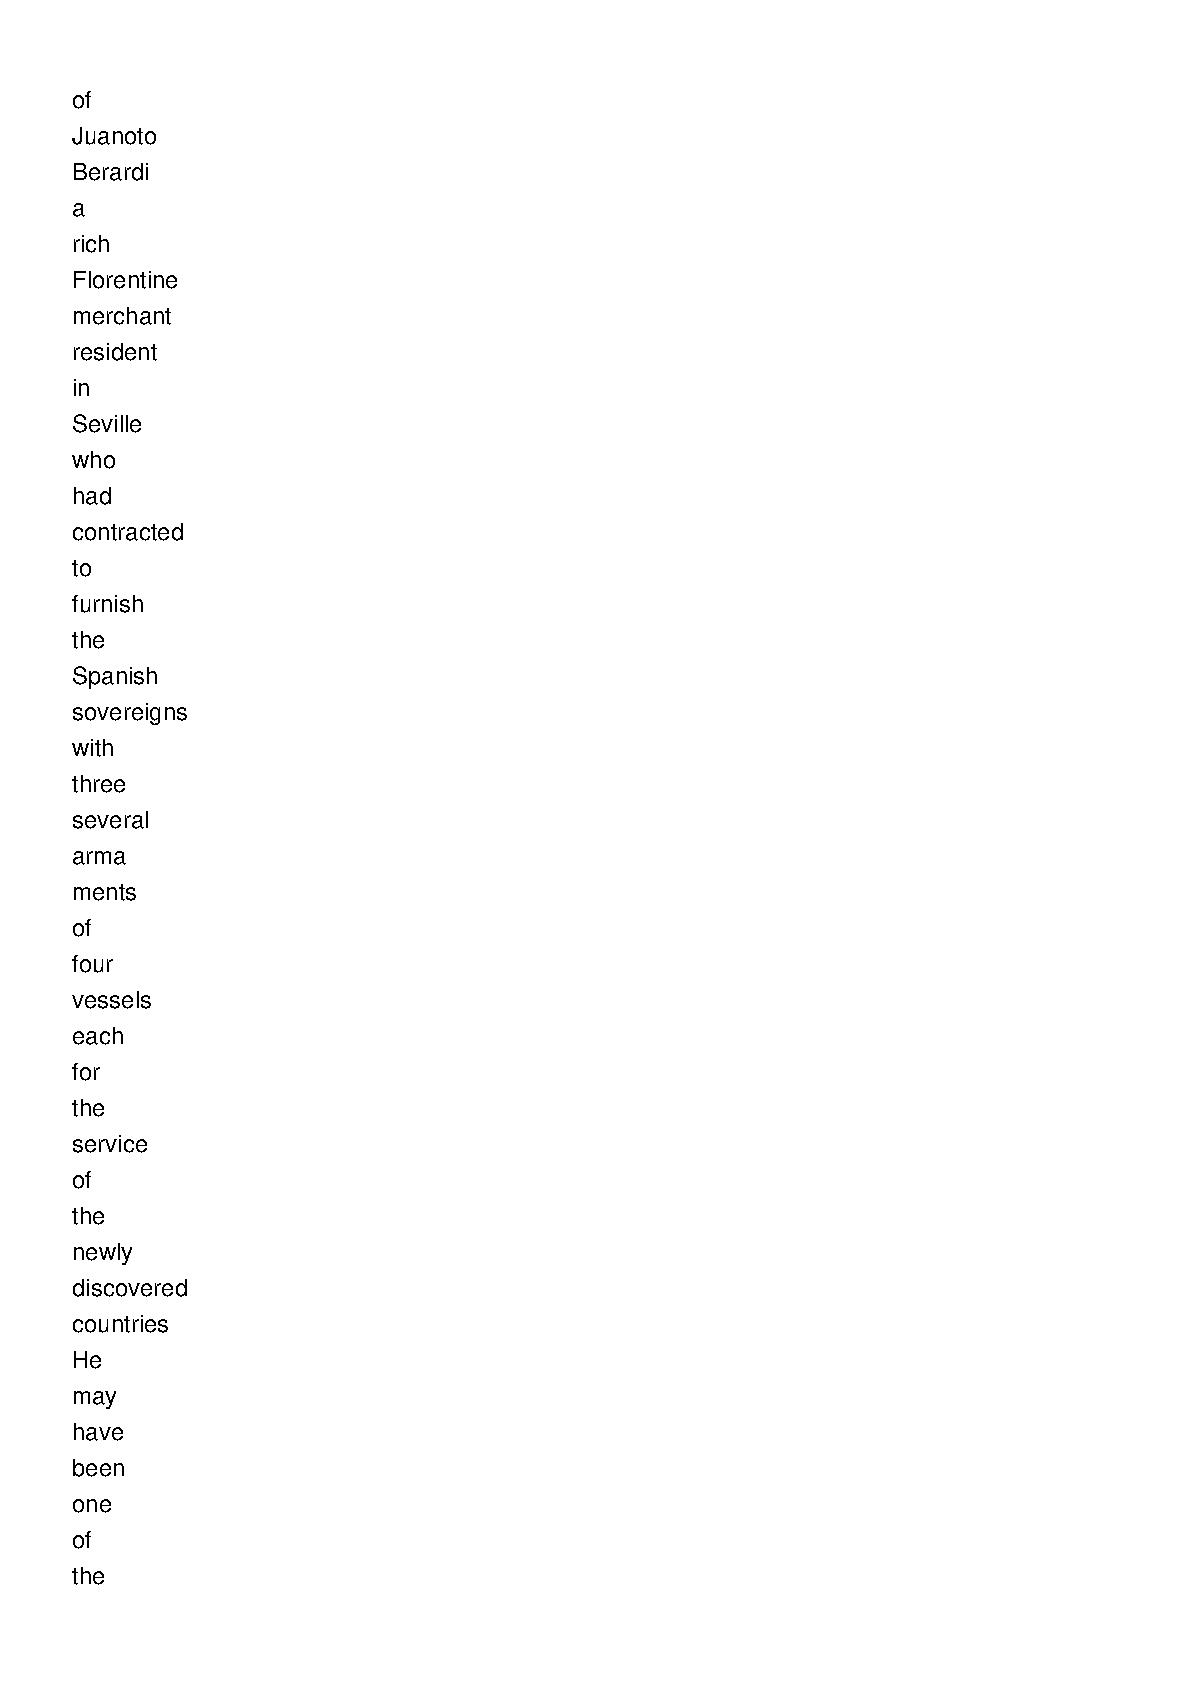 of
Juanoto
Berardi
a
rich
Florentine
merchant
resident
in
Seville
who
had
contracted
to
furnish
the
Spanish
sovereigns
with
three
several
arma
ments
of
four
vessels
each
for
the
service
of
the
newly
discovered
countries
He
may
have
been
one
of
the